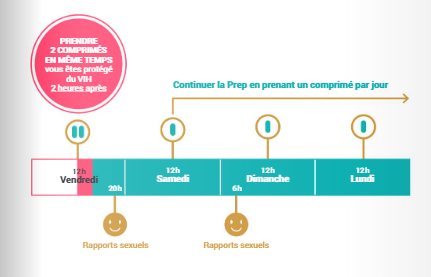 PRENDRE
2 COMPRIMÉS
EN MÊME TEMPS
vous êtes protégé
du VIH
2 heures après
Continuer la Prep en prenant un comprimé par jour
12h
Vendredi
20h
12h
Samedi
6h
12h
Dimanche
12h
Lundi
Rapports sexuels
Rapports sexuels